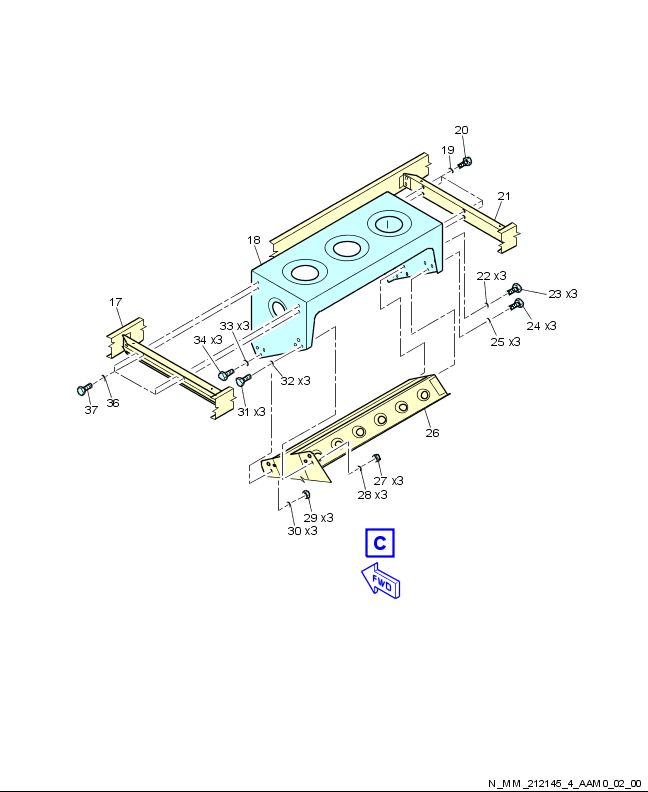 20
19
21
18
22 x3
23 x3
17
33 x3
24 x3
34 x3
25 x3
32 x3
37
36
31 x3
26
27 x3
28 x3
29 x3
30 x3
C
FWD
N_MM_212145_4_AAM0_02_00